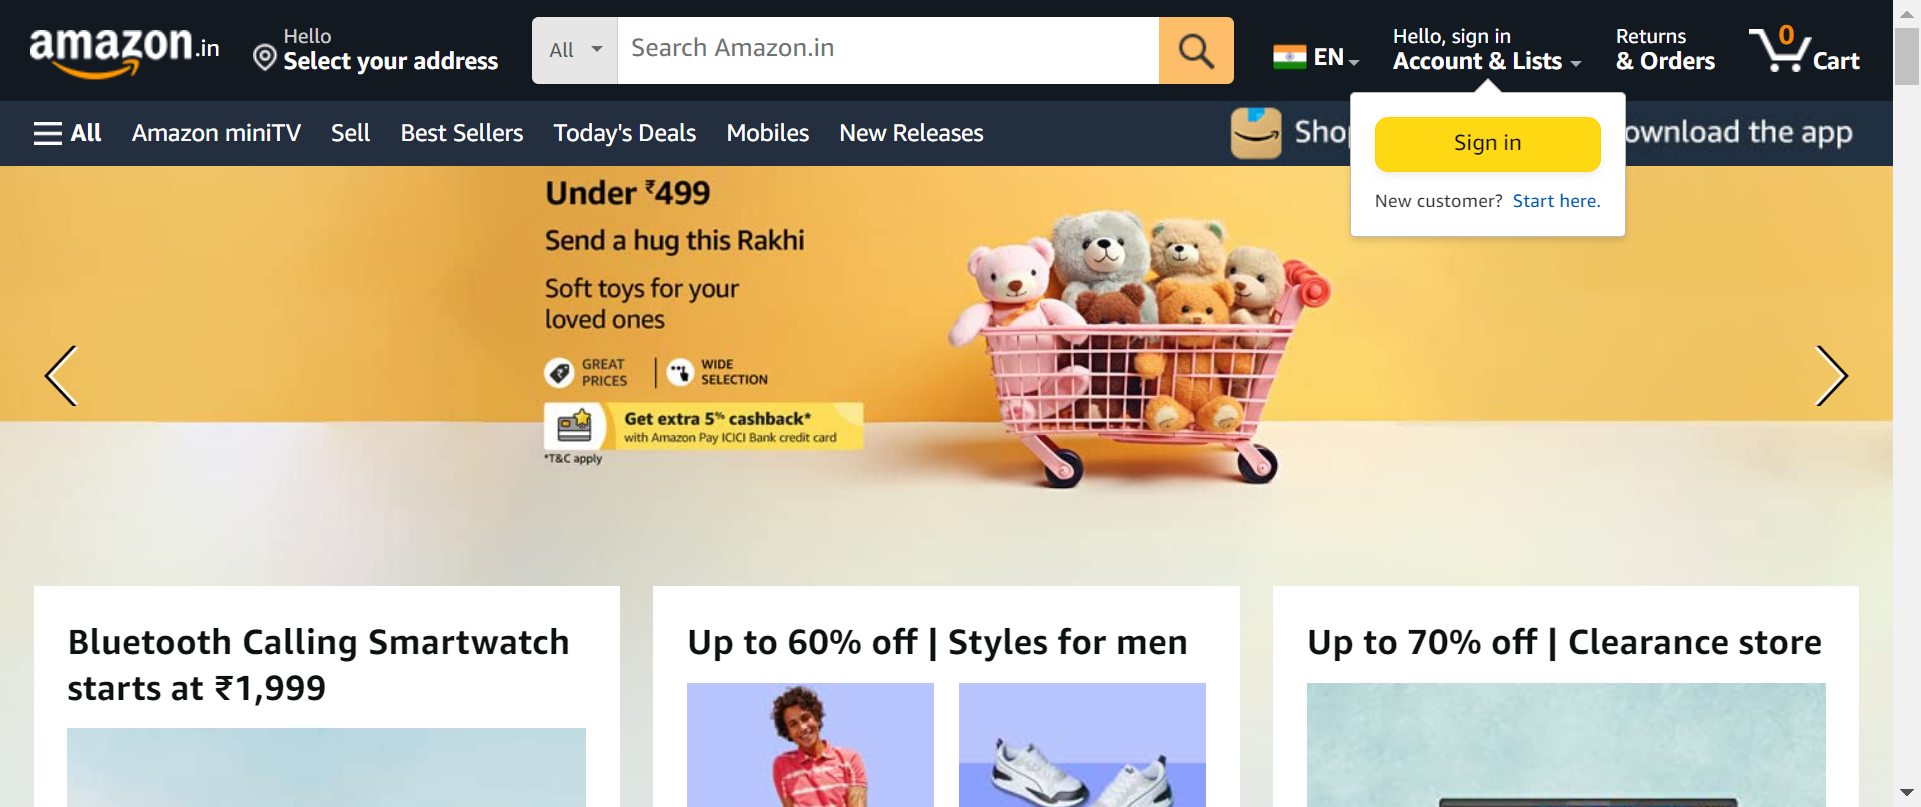 amazon.in
Hello
Select your address
All
Search Amazon.in
EN
Hello, sign in
Account & Lists
Returns
& Orders
0
Cart
All
Amazon miniTV
Sell
Best Sellers
Today's Deals
Mobiles
New Releases
the app
Sign in
New customer? Start here.
Under ₹499
Send a hug this Rakhi
Soft toys for your
loved ones
GREAT
PRICES
WIDE
SELECTION
Get extra 5% cashback*
with Amazon Pay ICICI Bank credit card
*T&C apply
Bluetooth Calling Smartwatch
starts at ₹1,999
Up to 60% off | Styles for men
Up to 70% off | Clearance store